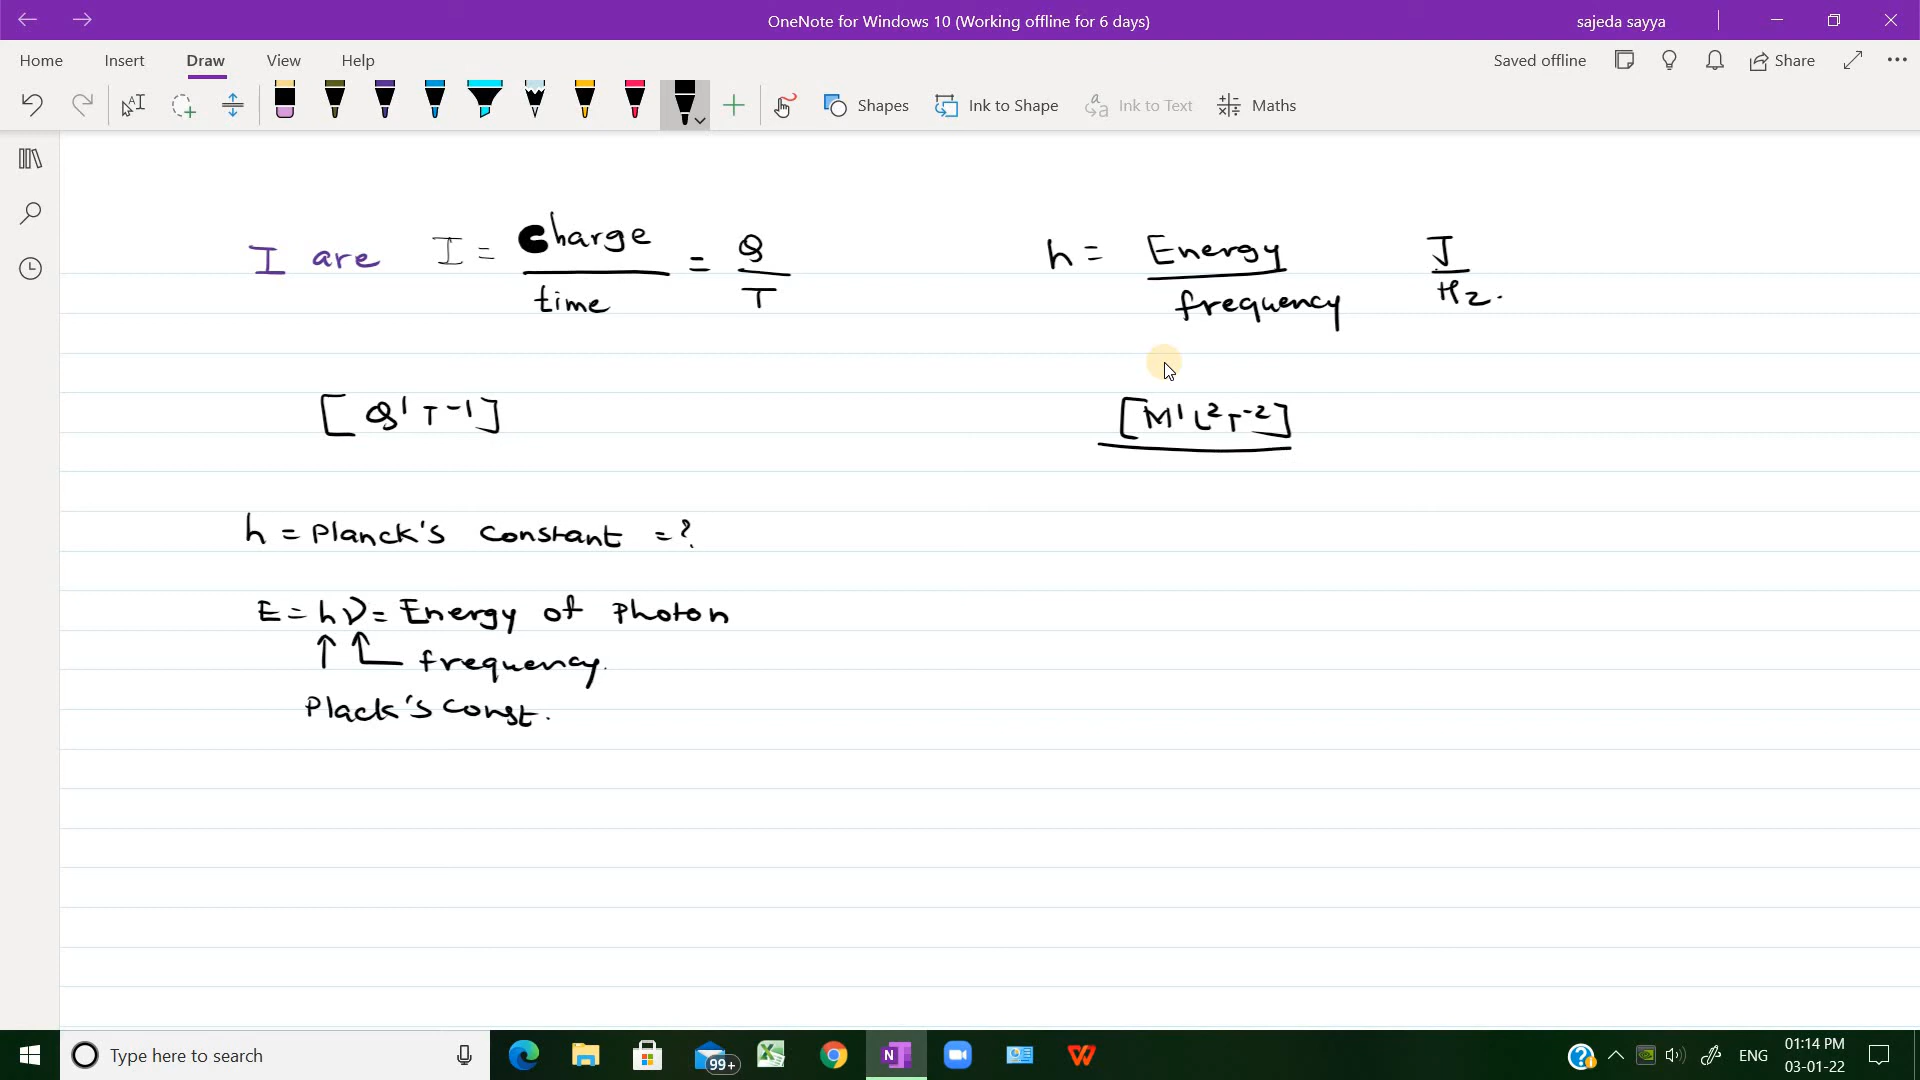 OneNote for Windows 10 (Working offline for 6 days)
sajeda sayya
Home Insert Draw View Help
Saved offline Share
Shapes Ink to Shape Ink to Text Maths
I are I = Charge / time = Q / T
h = Energy / frequency J / Hz.
[Q¹ T⁻¹]
[M¹ L² T⁻²]
h = Planck's constant = ?
E = hν = Energy of Photon
↑ ↑ frequency.
Plack's const.
Type here to search
99+
ENG
01:14 PM
03-01-22